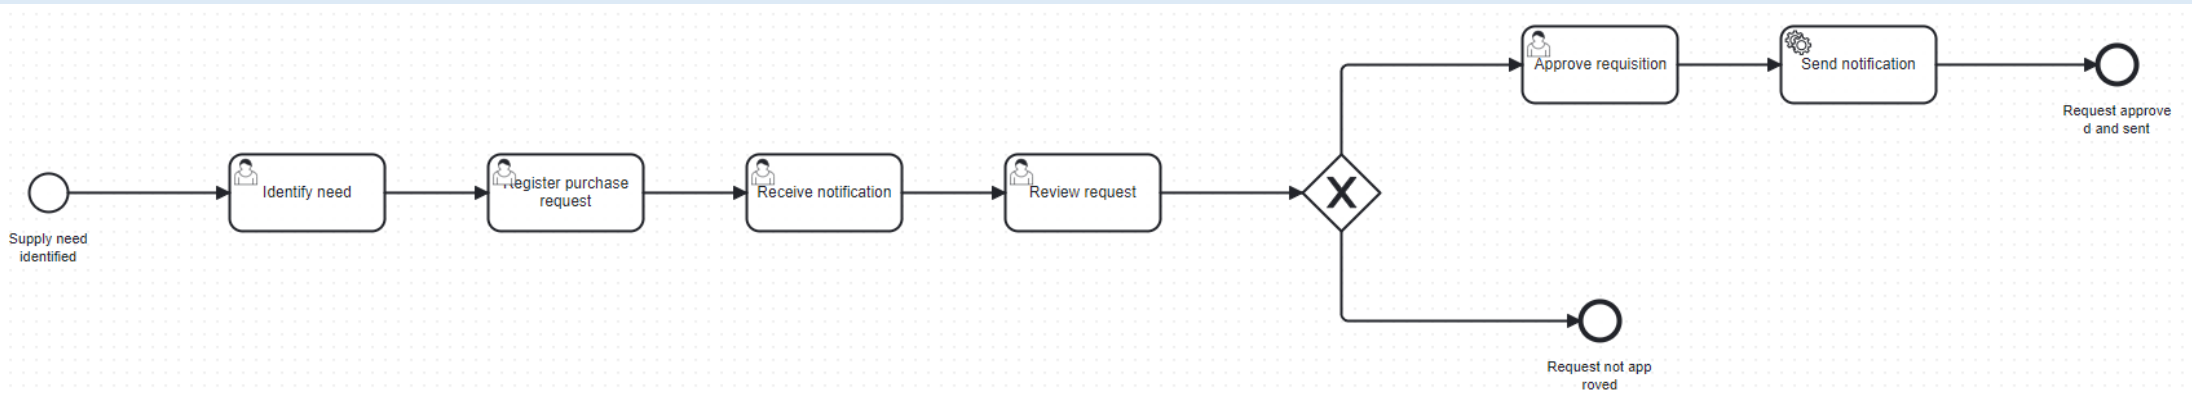 Supply need
identified
Identify need
Register purchase
request
Receive notification
Review request
X
Approve requisition
Send notification
Request approve
d and sent
Request not app
roved